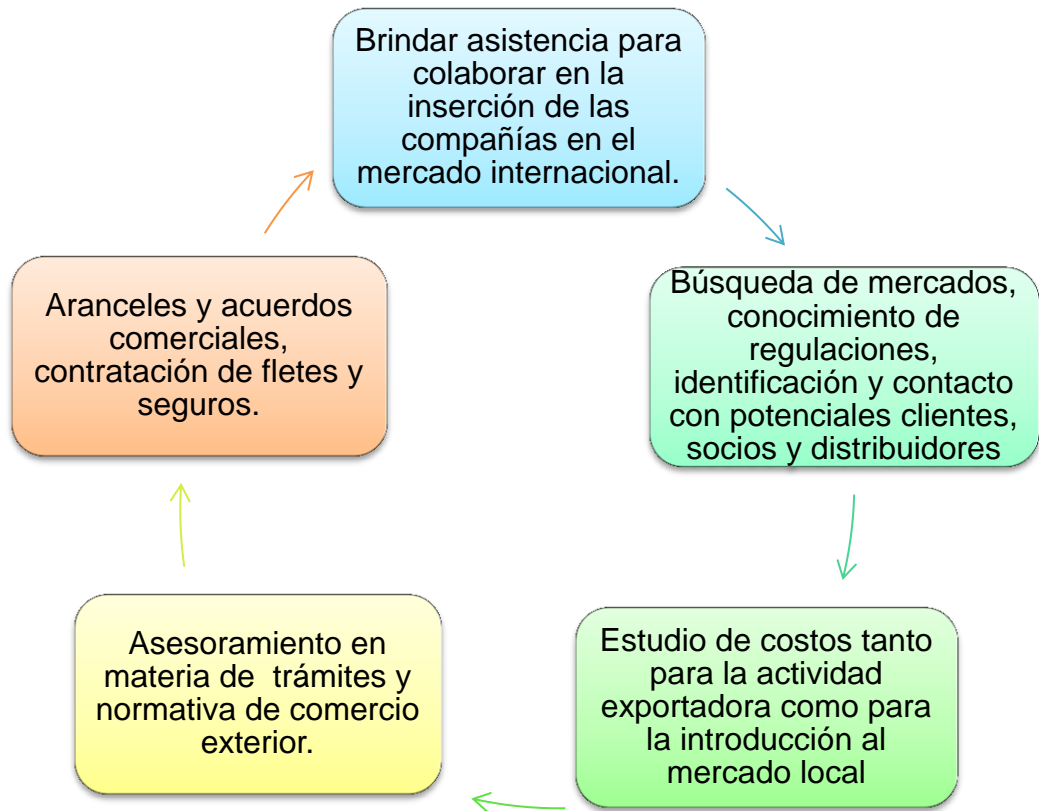 Brindar asistencia para
colaborar en la
inserción de las
compañías en el
mercado internacional.
Búsqueda de mercados,
conocimiento de
regulaciones,
identificación y contacto
con potenciales clientes,
socios y distribuidores
Estudio de costos tanto
para la actividad
exportadora como para
la introducción al
mercado local
Asesoramiento en
materia de trámites y
normativa de comercio
exterior.
Aranceles y acuerdos
comerciales,
contratación de fletes y
seguros.